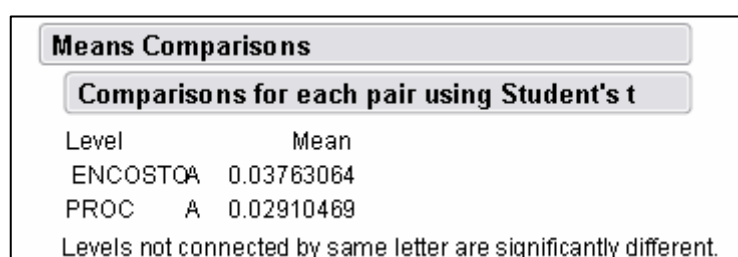 Means Comparisons
Comparisons for each pair using Student's t
Level Mean
ENCOSTO A 0.03763064
PROC A 0.02910469
Levels not connected by same letter are significantly different.